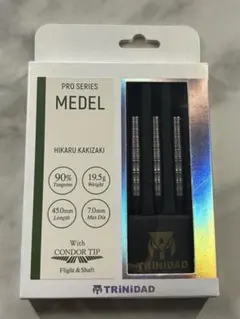 PRO SERIES
MEDEL
HIKARU KAKIZAKI
90%
Tungsten
19.5g
Weight
45.0mm
Length
7.0mm
Max Dia
With
CONDOR TIP
Flight & Shaft
TRiNiDAD
TRiNiDAD